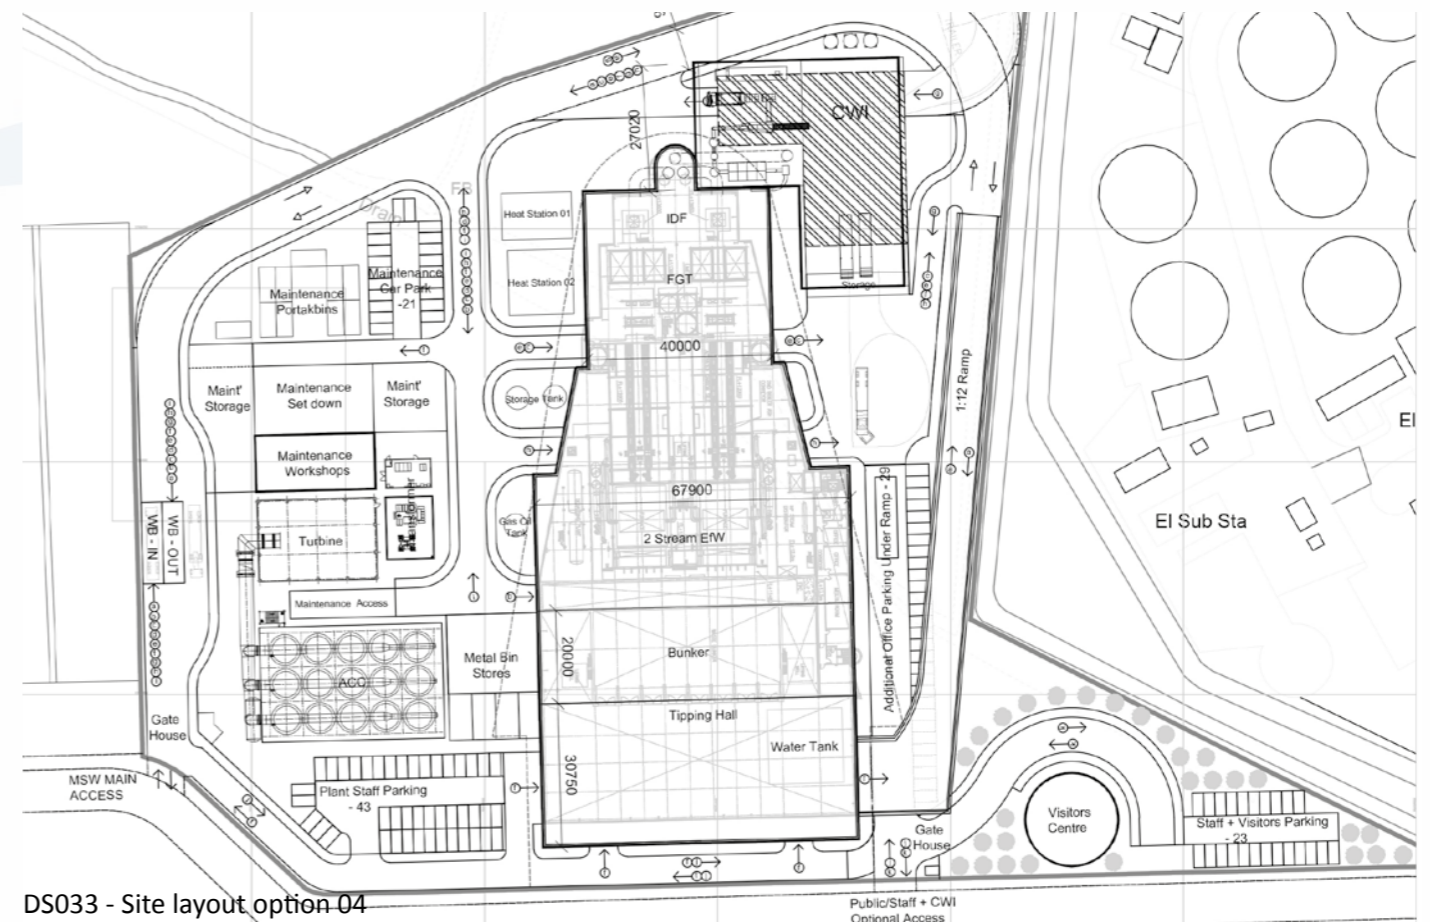 27020
CWI
FP
Drain
Heat Station 01
IDF
Maintenance
Car Park
-21
Heat Station 02
FGT
Storage
Maintenance
Portakbins
40000
1:12 Ramp
Maint'
Storage
Maintenance
Set down
Maint'
Storage
Storage Tank
El
Maintenance
Workshops
67900
Additional Office Parking Under Ramp - 29
WB - IN
WB - OUT
Turbine
Gas Oil
Tank
2 Stream EfW
El Sub Sta
Maintenance Access
20000
Bunker
Metal Bin
Stores
ACC
Tipping Hall
Gate
House
Water Tank
MSW MAIN
ACCESS
Plant Staff Parking
- 43
30750
Visitors
Centre
Staff + Visitors Parking
- 23
Gate
House
DS033 - Site layout option 04
Public/Staff + CWI
Optional Access